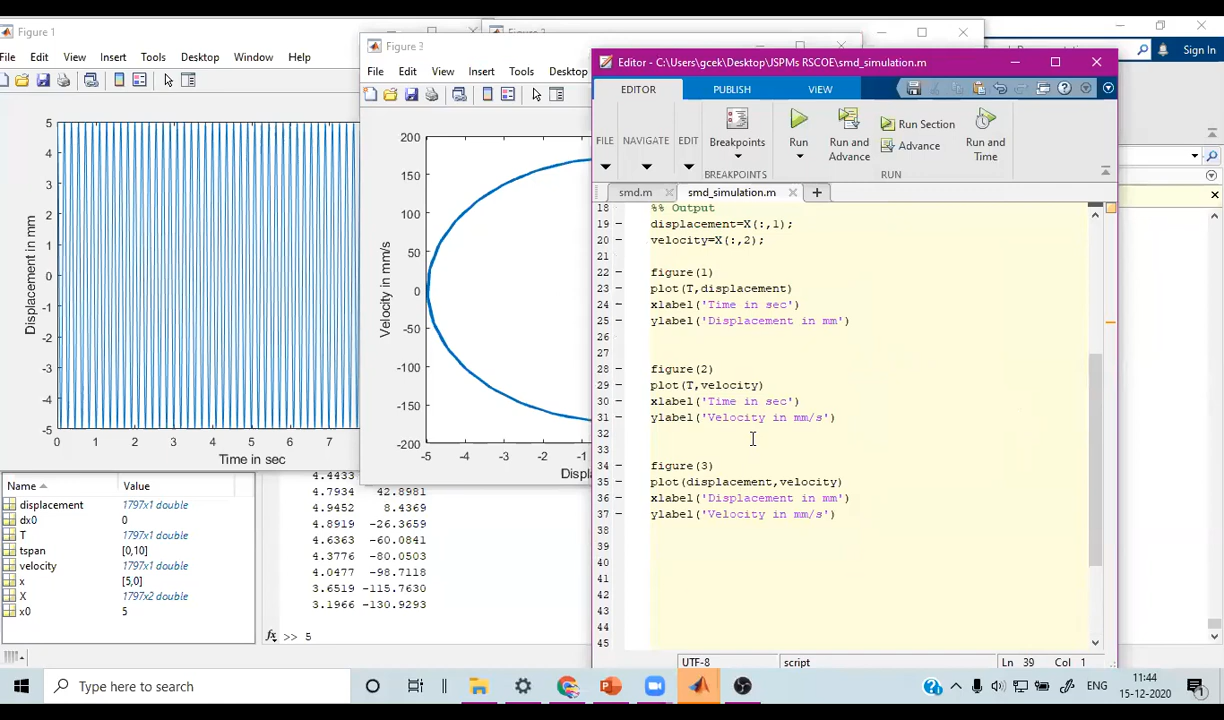 Figure 1
File Edit View Insert Tools Desktop Window Help
5
4
3
2
1
0
-1
-2
-3
-4
-5
0 1 2 3 4 5 6 7
Displacement in mm
Time in sec
Figure 3
File Edit View Insert Tools Desktop
200
150
100
50
0
-50
-100
-150
-200
-5 -4 -3 -2 -1
Velocity in mm/s
Displ
Sign In
Editor - C:\Users\gcek\Desktop\JSPMs RSCOE\smd_simulation.m
EDITOR PUBLISH VIEW
FILE NAVIGATE EDIT Breakpoints Run Run and Advance Run Section Advance Run and Time
BREAKPOINTS RUN
smd.m smd_simulation.m
18 %% Output
19 displacement=X(:,1);
20 velocity=X(:,2);
21
22 figure(1)
23 plot(T,displacement)
24 xlabel('Time in sec')
25 ylabel('Displacement in mm')
26
27
28 figure(2)
29 plot(T,velocity)
30 xlabel('Time in sec')
31 ylabel('Velocity in mm/s')
32
33
34 figure(3)
35 plot(displacement,velocity)
36 xlabel('Displacement in mm')
37 ylabel('Velocity in mm/s')
38
39
40
41
42
43
44
45
UTF-8 script Ln 39 Col 1
Name Value
displacement 1797x1 double
dx0 0
T 1797x1 double
tspan [0,10]
velocity 1797x1 double
x [5,0]
X 1797x2 double
x0 5
4.4433
4.7934 42.8981
4.9452 8.4369
4.8919 -26.3659
4.6363 -60.0841
4.3776 -80.0503
4.0477 -98.7118
3.6519 -115.7630
3.1966 -130.9293
fx >> 5
Type here to search
ENG
11:44
15-12-2020
1